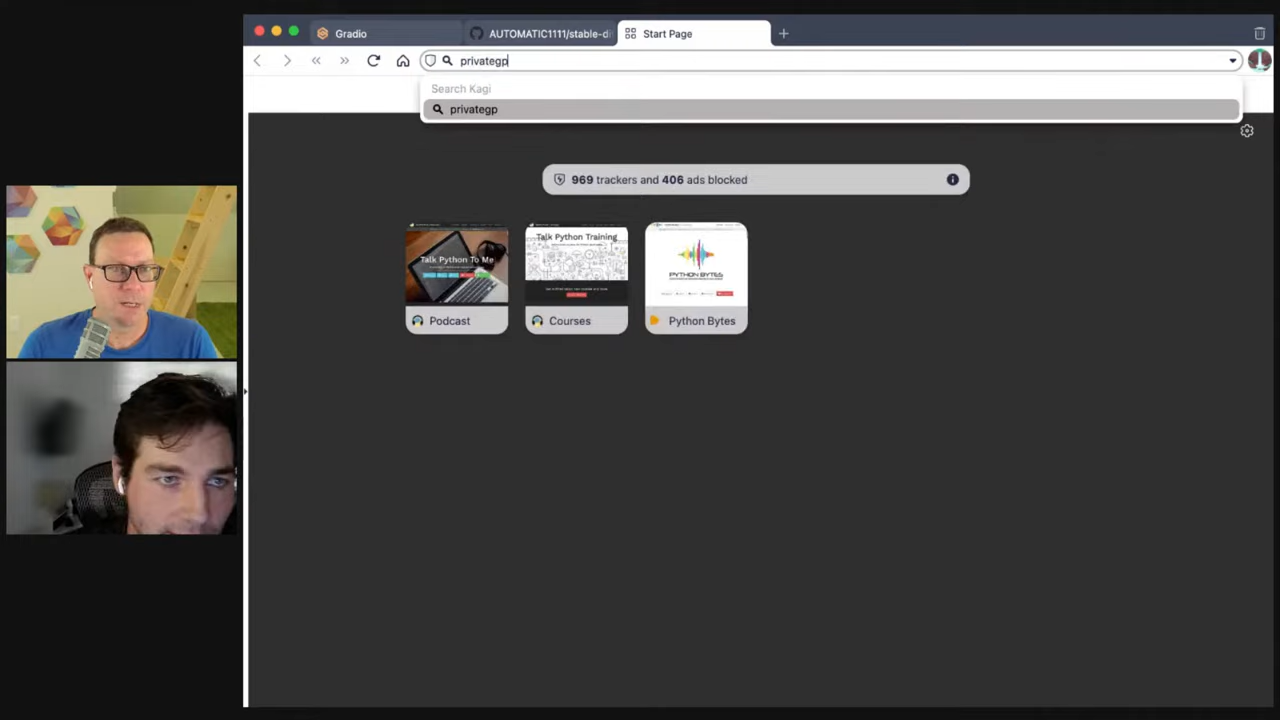 Gradio
AUTOMATIC1111/stable-di
Start Page
privategp
Search Kagi
privategp
969 trackers and 406 ads blocked
Talk Python To Me
Talk Python Training
PYTHON BYTES
Podcast
Courses
Python Bytes